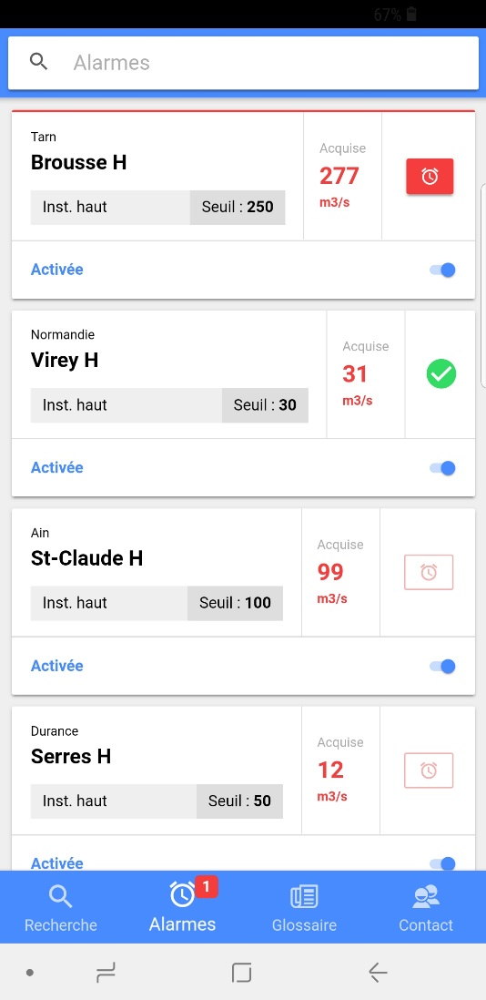 67%
Alarmes
Tarn
Brousse H
Inst. haut
Seuil : 250
Acquise
277
m3/s
Activée
Normandie
Virey H
Inst. haut
Seuil : 30
Acquise
31
m3/s
Activée
Ain
St-Claude H
Inst. haut
Seuil : 100
Acquise
99
m3/s
Activée
Durance
Serres H
Inst. haut
Seuil : 50
Acquise
12
m3/s
Activée
1
Recherche
Alarmes
Glossaire
Contact